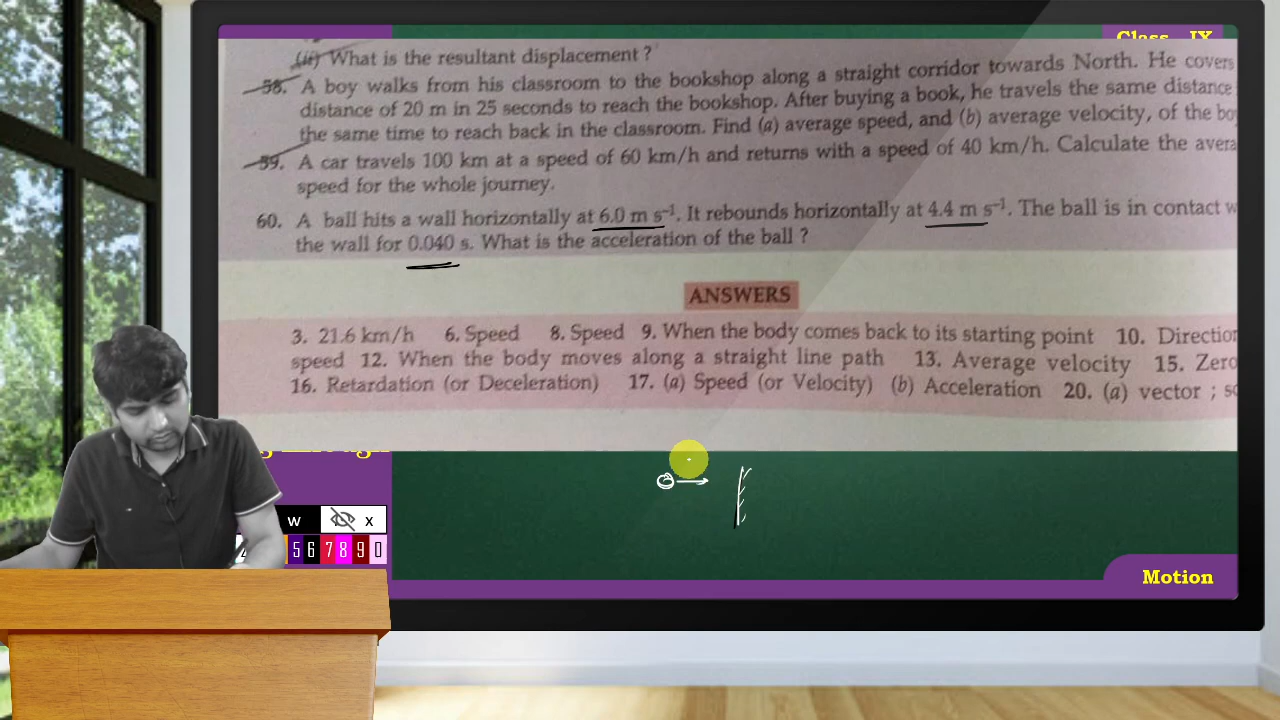 Class IX
(ii) What is the resultant displacement ?
58. A boy walks from his classroom to the bookshop along a straight corridor towards North. He covers
distance of 20 m in 25 seconds to reach the bookshop. After buying a book, he travels the same distance
the same time to reach back in the classroom. Find (a) average speed, and (b) average velocity, of the bo
59. A car travels 100 km at a speed of 60 km/h and returns with a speed of 40 km/h. Calculate the avera
speed for the whole journey.
60. A ball hits a wall horizontally at 6.0 m s⁻¹. It rebounds horizontally at 4.4 m s⁻¹. The ball is in contact w
the wall for 0.040 s. What is the acceleration of the ball ?
ANSWERS
3. 21.6 km/h 6. Speed 8. Speed 9. When the body comes back to its starting point 10. Direction
speed 12. When the body moves along a straight line path 13. Average velocity 15. Zero
16. Retardation (or Deceleration) 17. (a) Speed (or Velocity) (b) Acceleration 20. (a) vector ; sc
w x
5 6 7 8 9 0
Motion